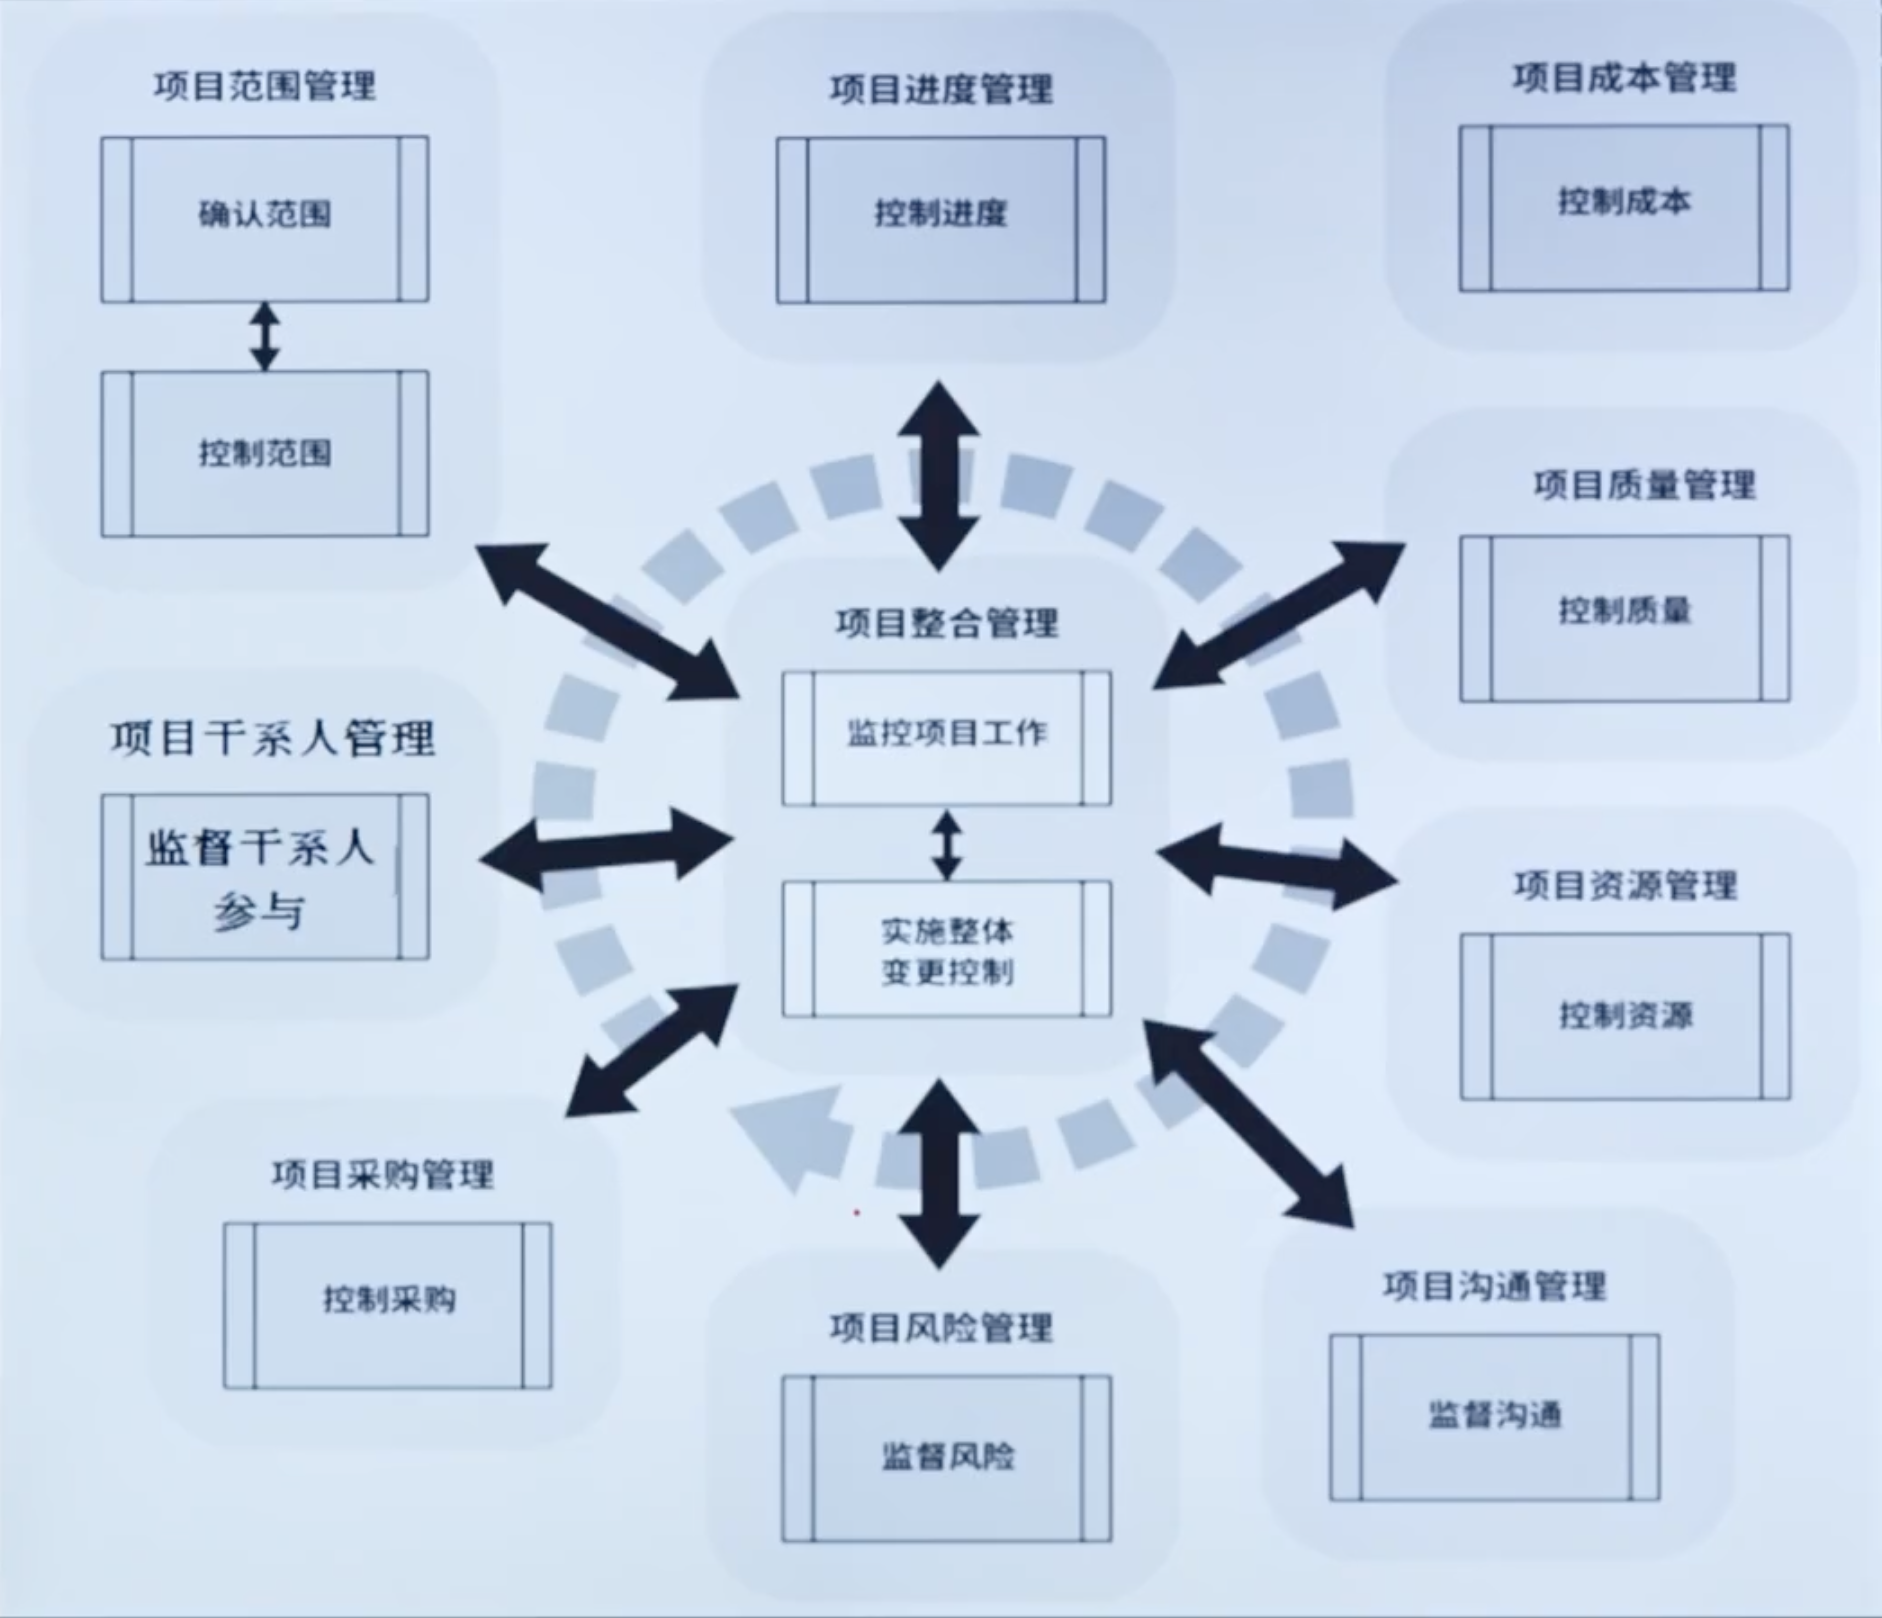 项目范围管理
确认范围
控制范围
项目进度管理
控制进度
项目成本管理
控制成本
项目质量管理
控制质量
项目整合管理
监控项目工作
实施整体
变更控制
项目干系人管理
监督干系人
参与
项目资源管理
控制资源
项目采购管理
控制采购
项目风险管理
监督风险
项目沟通管理
监督沟通